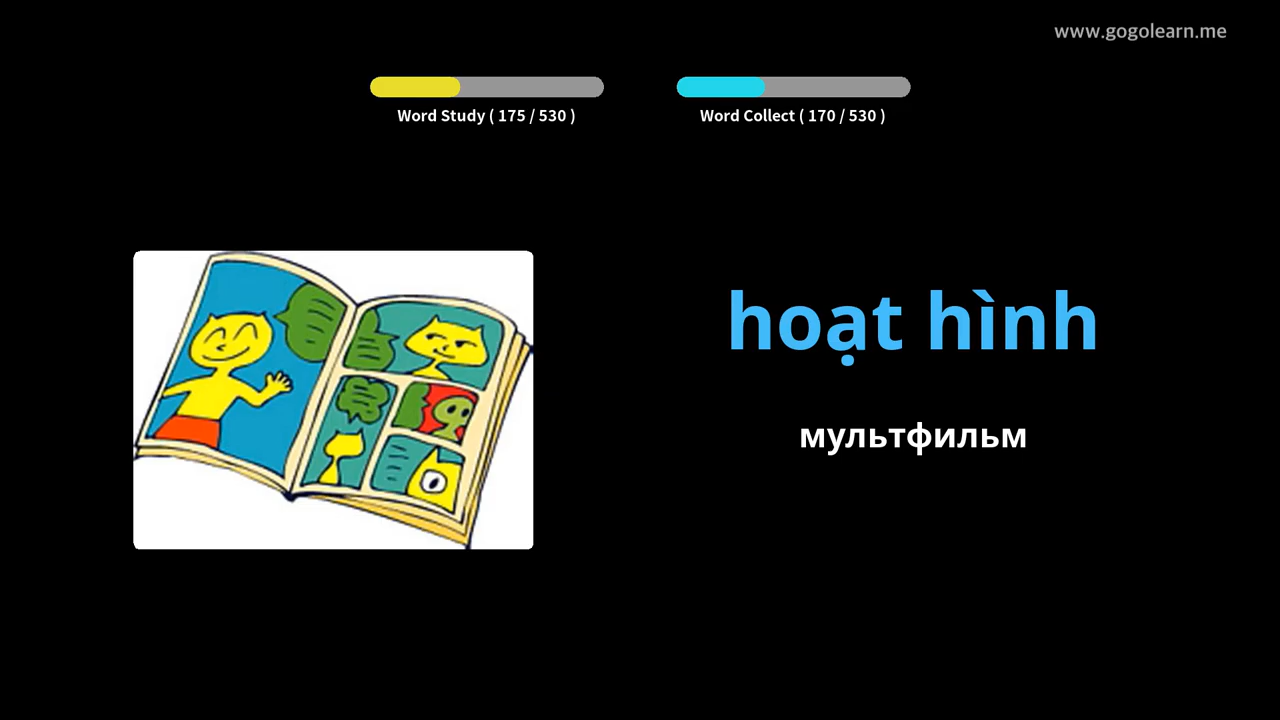 www.gogolearn.me
Word Study ( 175 / 530 )
Word Collect ( 170 / 530 )
hoạt hình
мультфильм